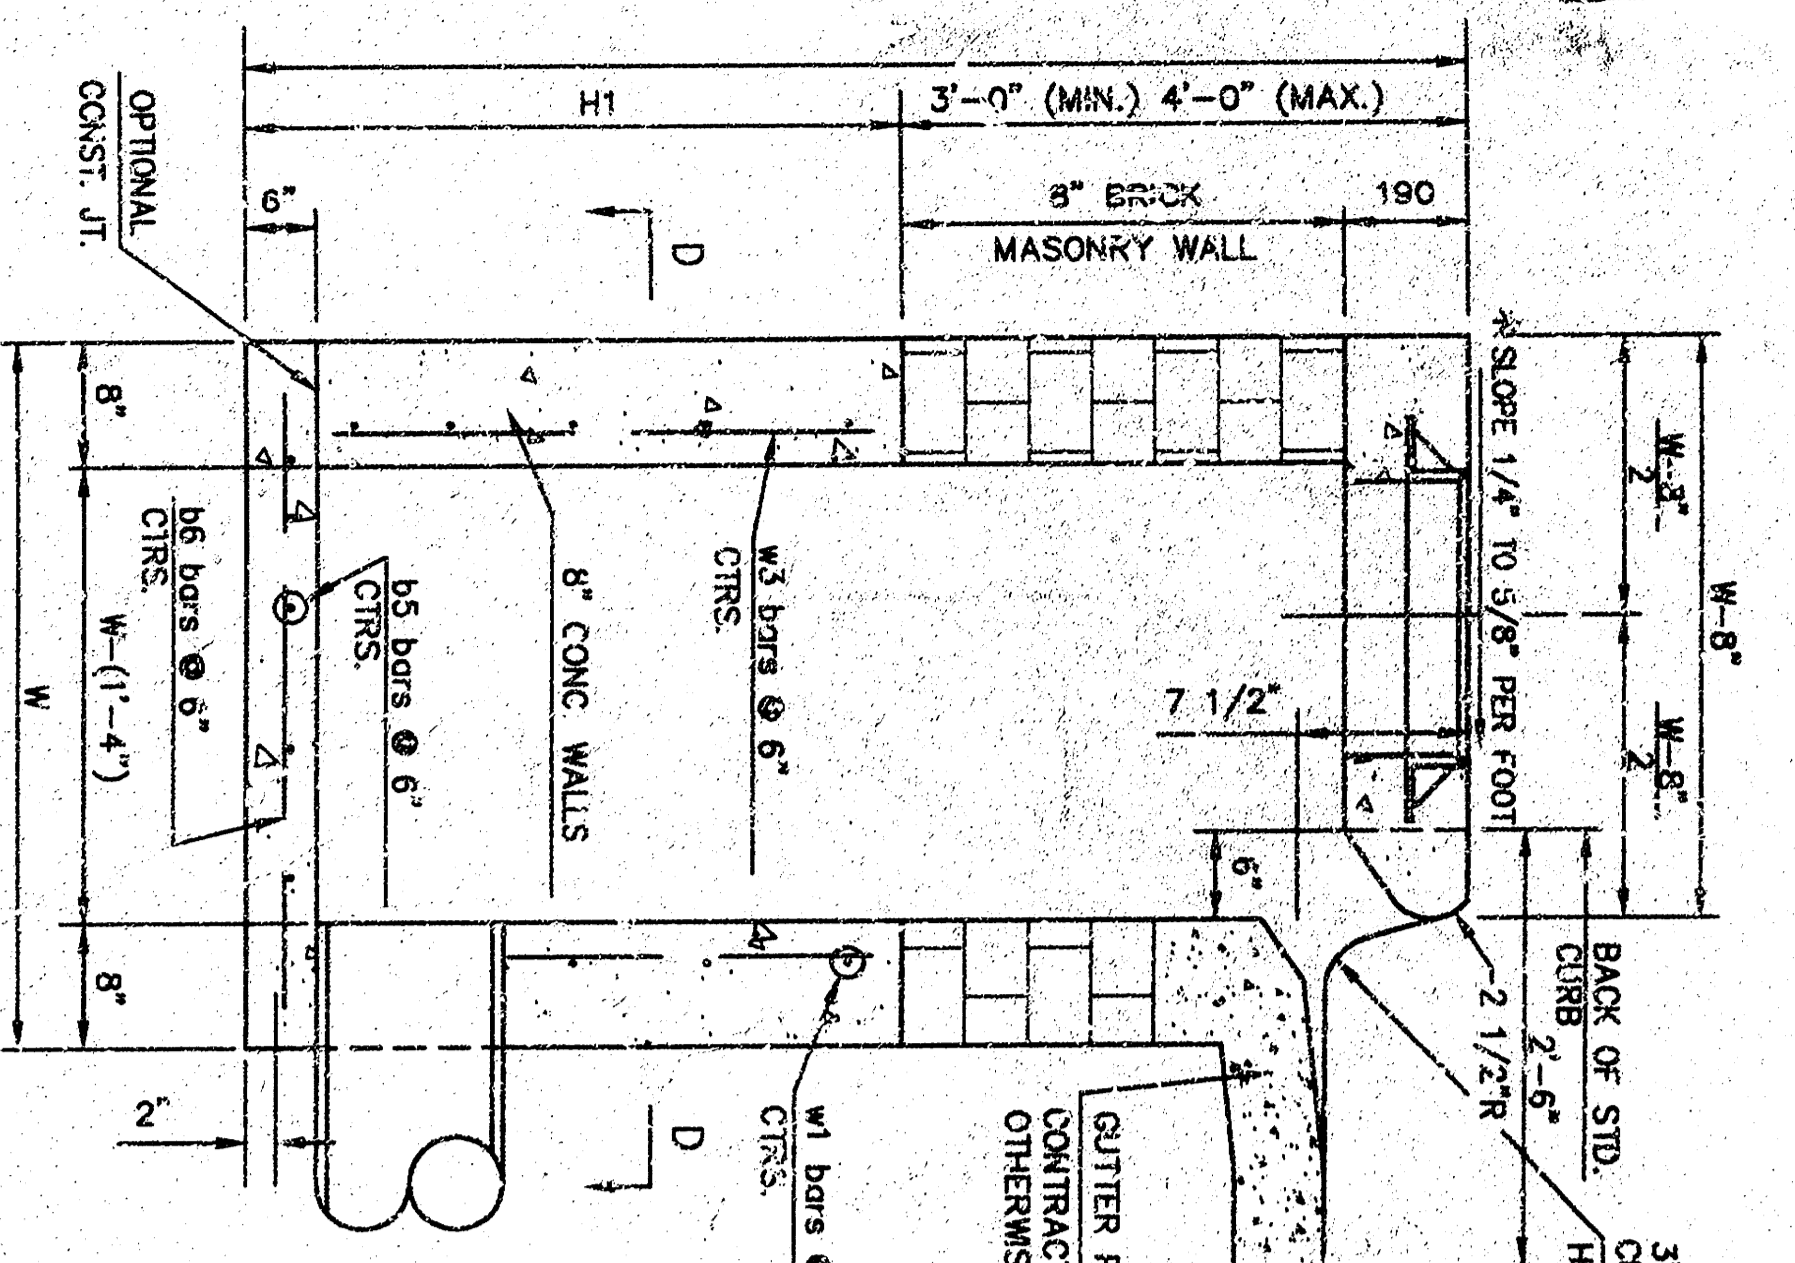 H1
3'-0" (MIN.) 4'-0" (MAX.)
6"
8" BRICK
MASONRY WALL
190
OPTIONAL
CONST. JT.
D
SLOPE 1/4" TO 5/8" PER FOOT
W-8"
2
W-8"
2
W-8"
8"
W-(1'-4")
8"
W
b6 bars @ 6"
CTRS.
b5 bars @ 6"
CTRS.
8" CONC WALLS
w3 bars @ 6"
CTRS.
7 1/2"
6"
BACK OF STD.
CURB
2'-6"
2 1/2"R
2"
D
w1 bars @
CTRS.
GUTTER
CONTRAC
OTHERWIS
3